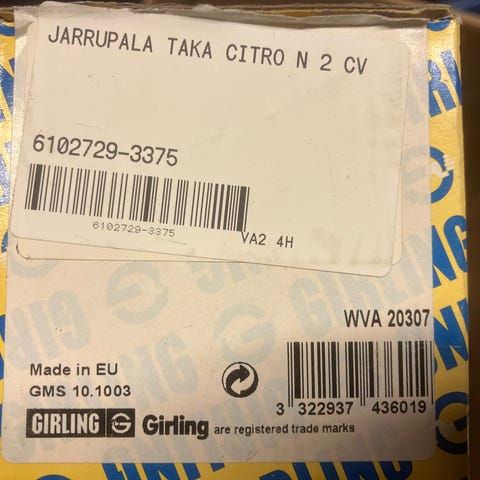 JARRUPALA TAKA CITRO N 2 CV
6102729-3375
6102729-3375
VA2 4H
WVA 20307
Made in EU
GMS 10.1003
3 322937 436019
GIRLING Girling are registered trade marks
GIRLING